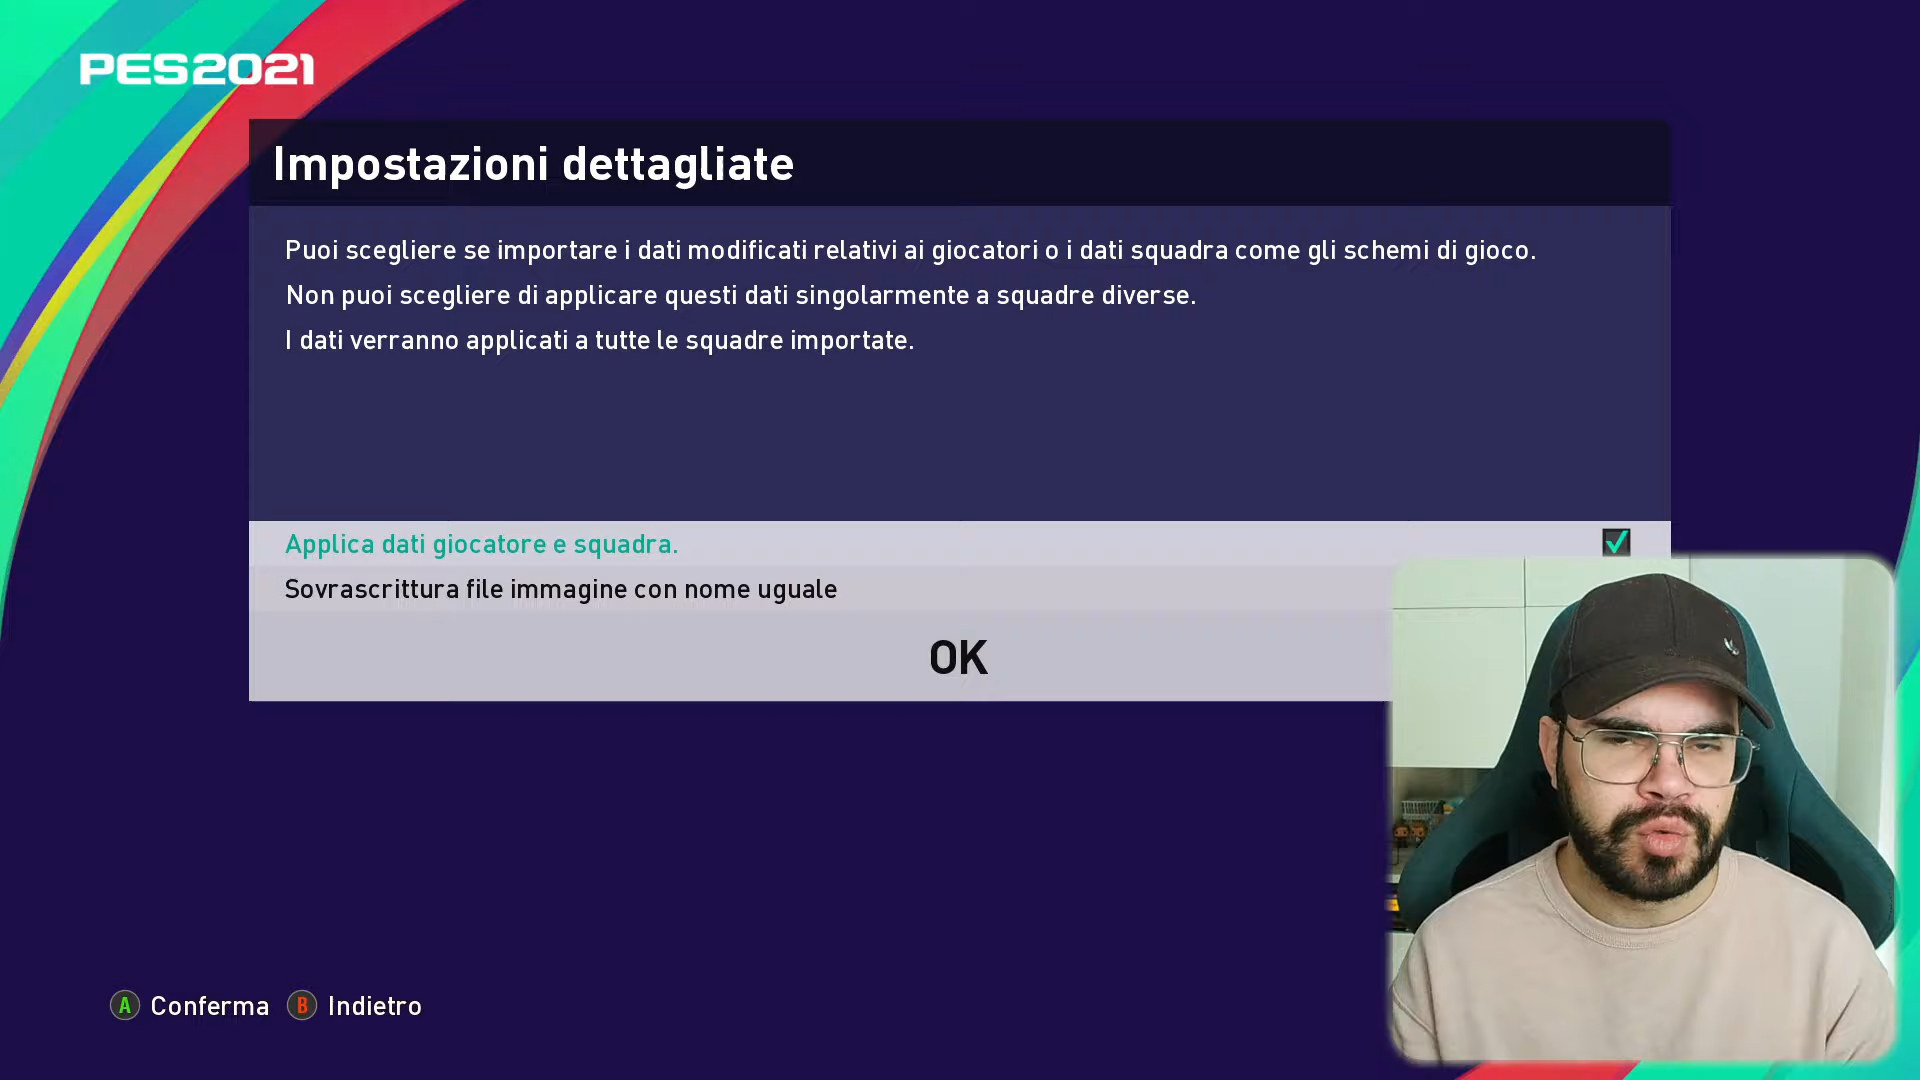 PES2021
Impostazioni dettagliate
Puoi scegliere se importare i dati modificati relativi ai giocatori o i dati squadra come gli schemi di gioco.
Non puoi scegliere di applicare questi dati singolarmente a squadre diverse.
I dati verranno applicati a tutte le squadre importate.
Applica dati giocatore e squadra.
Sovrascrittura file immagine con nome uguale
OK
A Conferma B Indietro